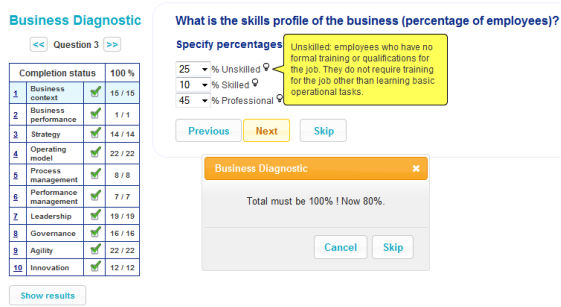 Business Diagnostic
<< Question 3 >>
Completion status 100 %
1 Business context 15 / 15
2 Business performance 1 / 1
3 Strategy 14 / 14
4 Operating model 22 / 22
5 Process management 8 / 8
6 Performance management 7 / 7
7 Leadership 19 / 19
8 Governance 16 / 16
9 Agility 22 / 22
10 Innovation 12 / 12
Show results
What is the skills profile of the business (percentage of employees)?
Specify percentages
25 % Unskilled
10 % Skilled
45 % Professional
Unskilled: employees who have no
formal training or qualifications for
the job. They do not require training
for the job other than learning basic
operational tasks.
Previous Next Skip
Business Diagnostic
Total must be 100% ! Now 80%.
Cancel Skip